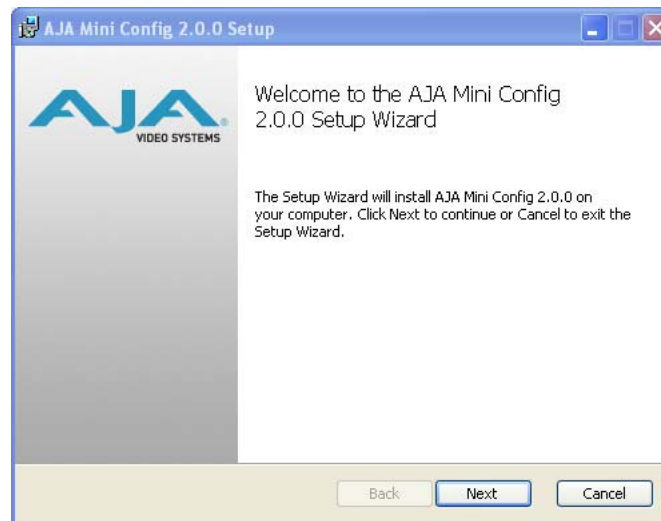 AJA Mini Config 2.0.0 Setup
AJA
VIDEO SYSTEMS
Welcome to the AJA Mini Config
2.0.0 Setup Wizard
The Setup Wizard will install AJA Mini Config 2.0.0 on
your computer. Click Next to continue or Cancel to exit the
Setup Wizard.
Back
Next
Cancel